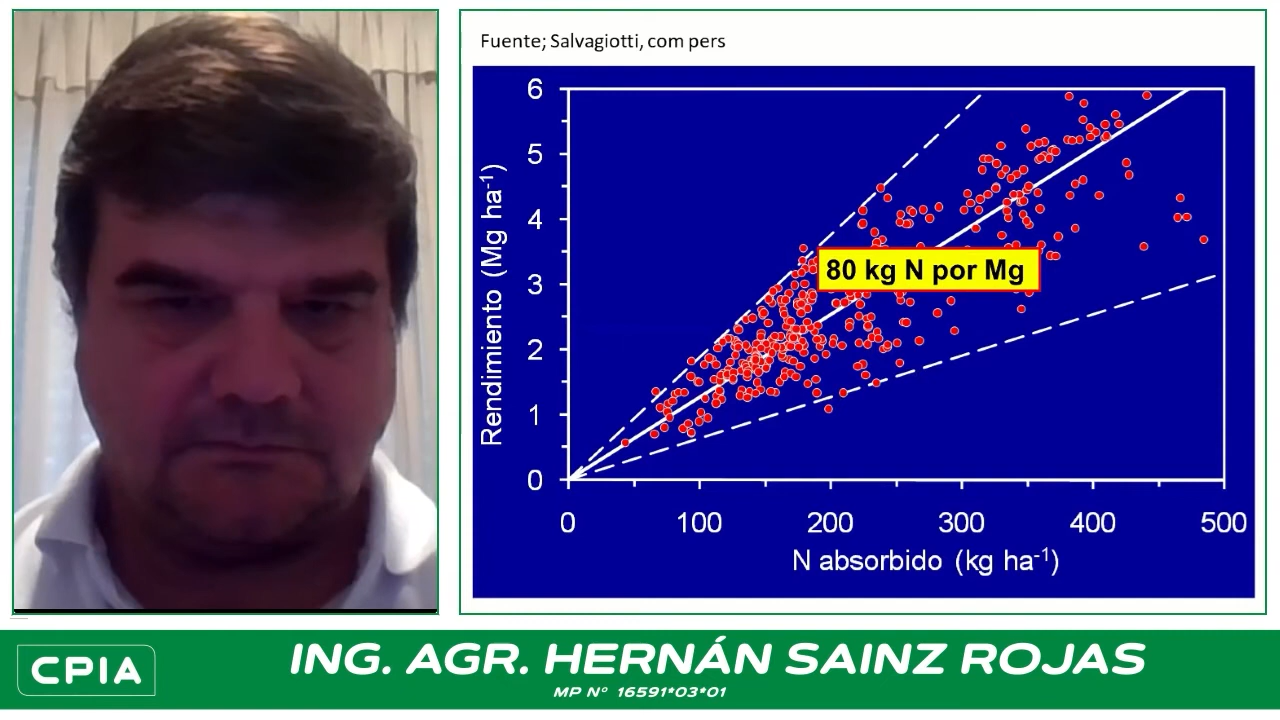 Fuente; Salvagiotti, com pers
6
5
4
3
2
1
0
Rendimiento (Mg ha-1)
80 kg N por Mg
0 100 200 300 400 500
N absorbido (kg ha-1)
CPIA
ING. AGR. HERNÁN SAINZ ROJAS
MP Nº 16591*03*01